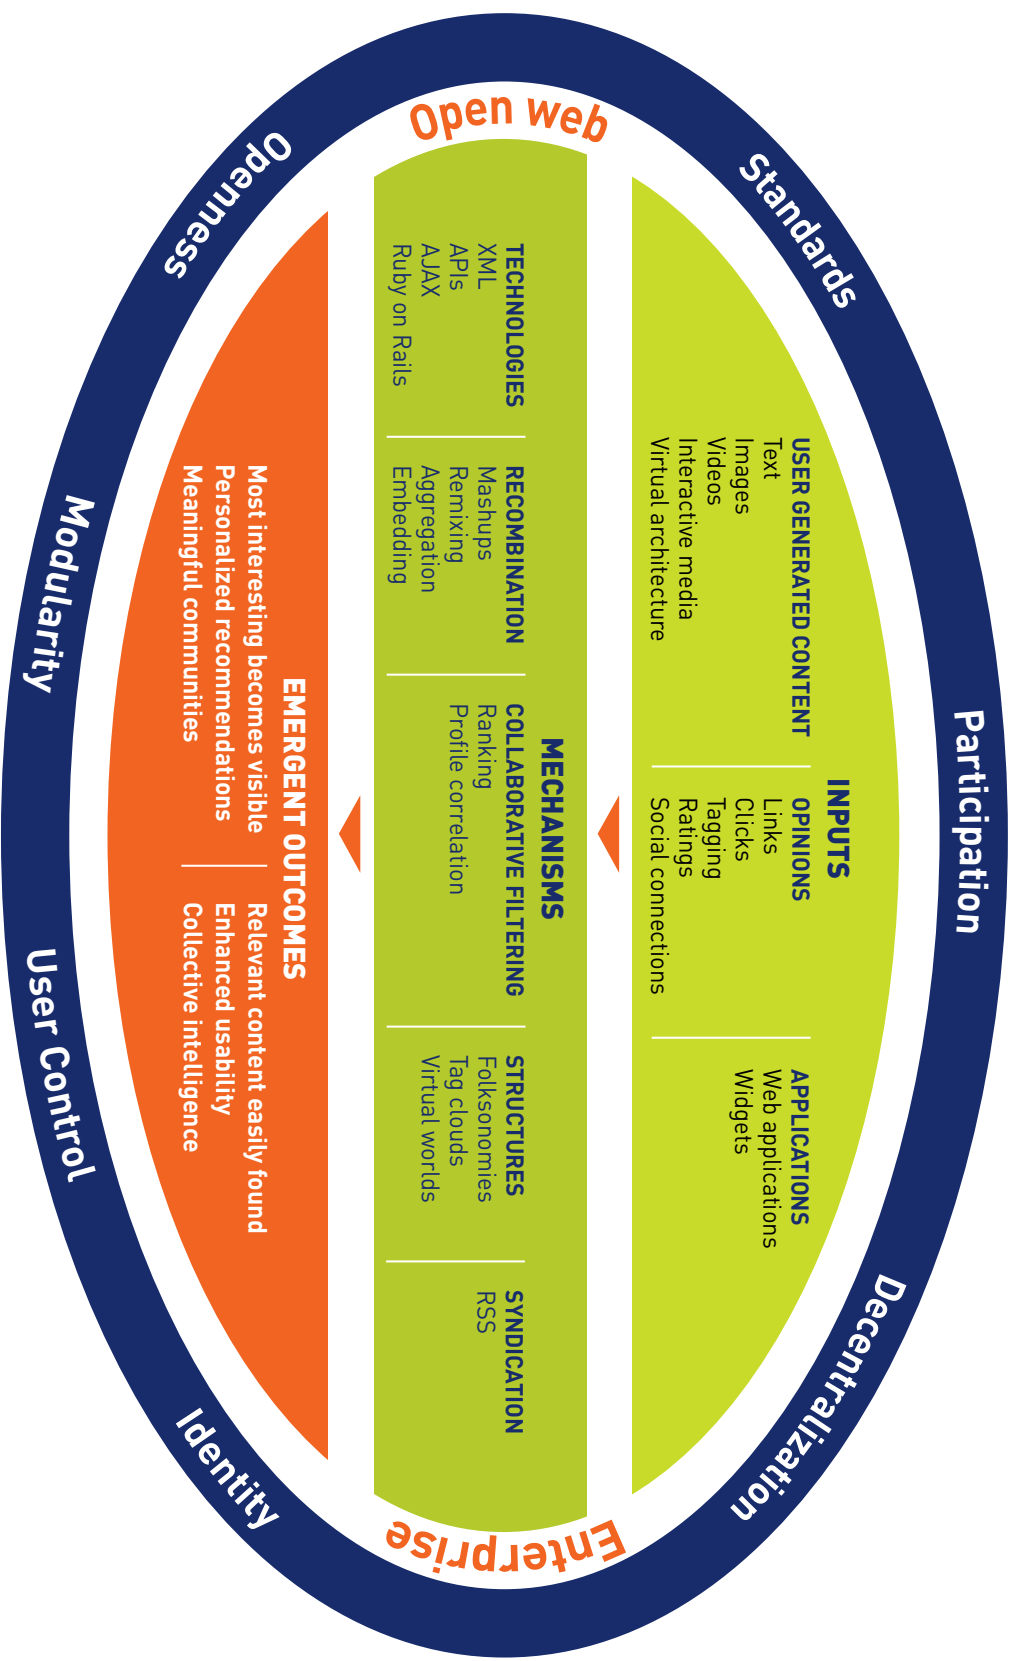 Standards
Participation
Decentralization
Open web
Enterprise
INPUTS
USER GENERATED CONTENT
Text
Images
Videos
Interactive media
Virtual architecture
OPINIONS
Links
Clicks
Tagging
Ratings
Social connections
APPLICATIONS
Web applications
Widgets
MECHANISMS
TECHNOLOGIES
XML
APIs
AJAX
Ruby on Rails
RECOMBINATION
Mashups
Remixing
Aggregation
Embedding
COLLABORATIVE FILTERING
Ranking
Profile correlation
STRUCTURES
Folksonomies
Tag clouds
Virtual worlds
SYNDICATION
RSS
EMERGENT OUTCOMES
Most interesting becomes visible
Personalized recommendations
Meaningful communities
Relevant content easily found
Enhanced usability
Collective intelligence
Openness
Modularity
User Control
Identity